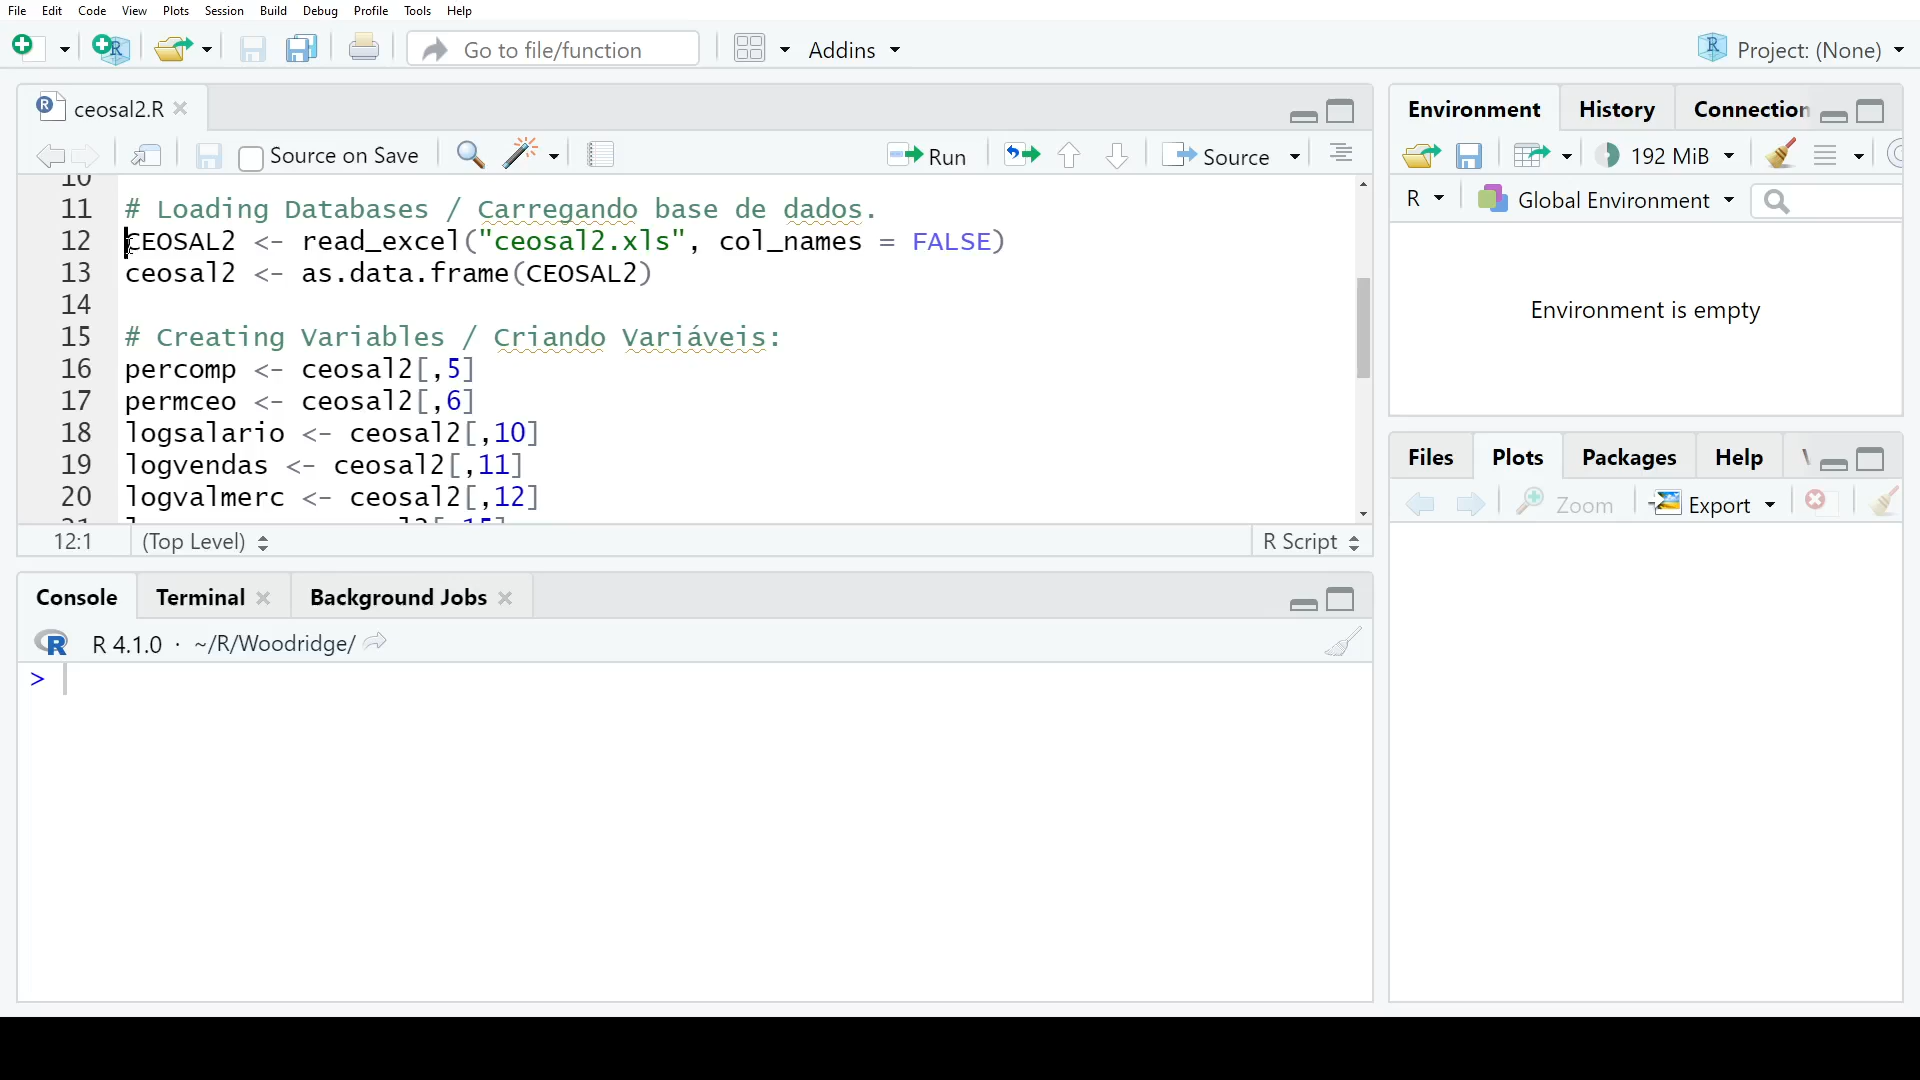 File Edit Code View Plots Session Build Debug Profile Tools Help
Go to file/function Addins Project: (None)
ceosal2.R
Source on Save Run Source
10
11 # Loading Databases / Carregando base de dados.
12 CEOSAL2 <- read_excel("ceosal2.xls", col_names = FALSE)
13 ceosal2 <- as.data.frame(CEOSAL2)
14
15 # Creating Variables / Criando Variáveis:
16 percomp <- ceosal2[,5]
17 permceo <- ceosal2[,6]
18 logsalario <- ceosal2[,10]
19 logvendas <- ceosal2[,11]
20 logvalmerc <- ceosal2[,12]
12:1 (Top Level) R Script
Console Terminal Background Jobs
R 4.1.0 · ~/R/Woodridge/
>
Environment History Connection
192 MiB
R Global Environment
Environment is empty
Files Plots Packages Help
Zoom Export